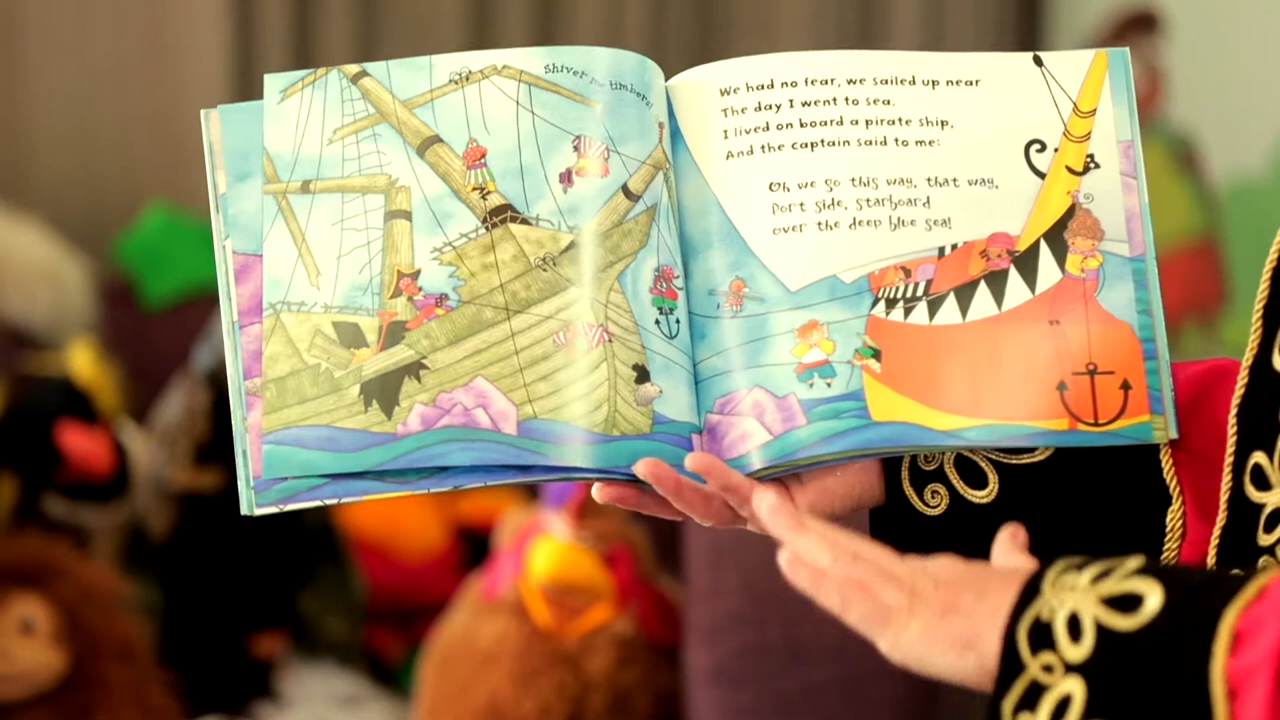 Shiver me timbers!
We had no fear, we sailed up near
The day I went to sea.
I lived on board a pirate ship,
And the captain said to me:
Oh we go this way, that way,
Port side, starboard
over the deep blue sea!